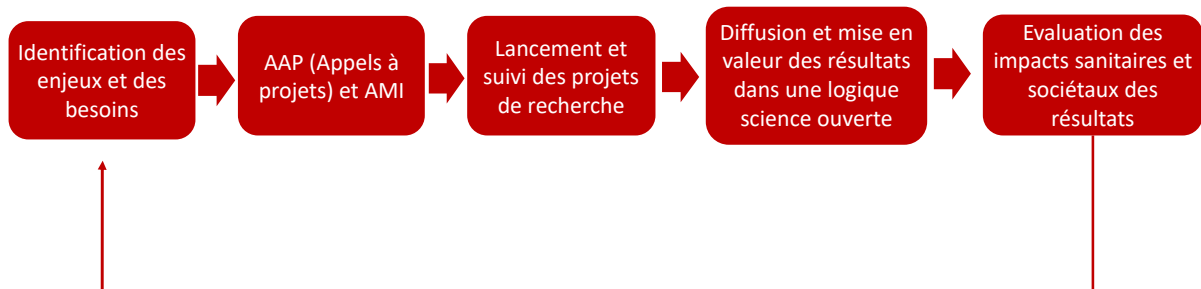 Identification des
enjeux et des
besoins
AAP (Appels à
projets) et AMI
Lancement et
suivi des projets
de recherche
Diffusion et mise en
valeur des résultats
dans une logique
science ouverte
Evaluation des
impacts sanitaires et
sociétaux des
résultats